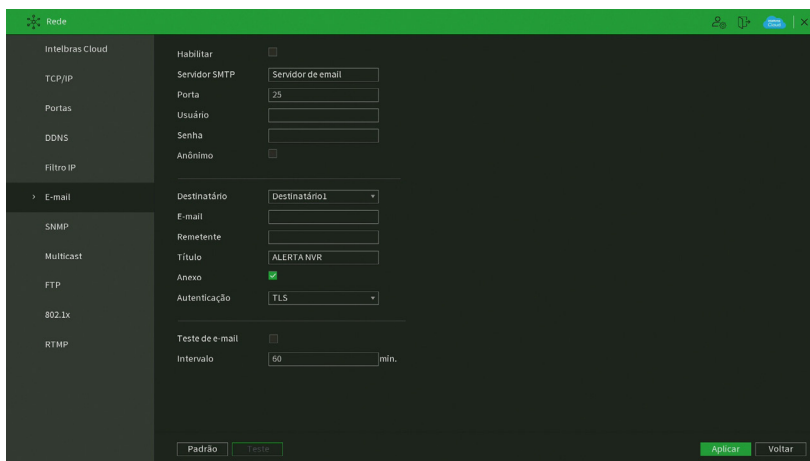 Rede
Intelbras Cloud
TCP/IP
Portas
DDNS
Filtro IP
E-mail
SNMP
Multicast
FTP
802.1x
RTMP
Habilitar
Servidor SMTP Servidor de email
Porta 25
Usuário
Senha
Anônimo
Destinatário Destinatário1
E-mail
Remetente
Título ALERTA NVR
Anexo
Autenticação TLS
Teste de e-mail
Intervalo 60 min.
Padrão Teste Aplicar Voltar